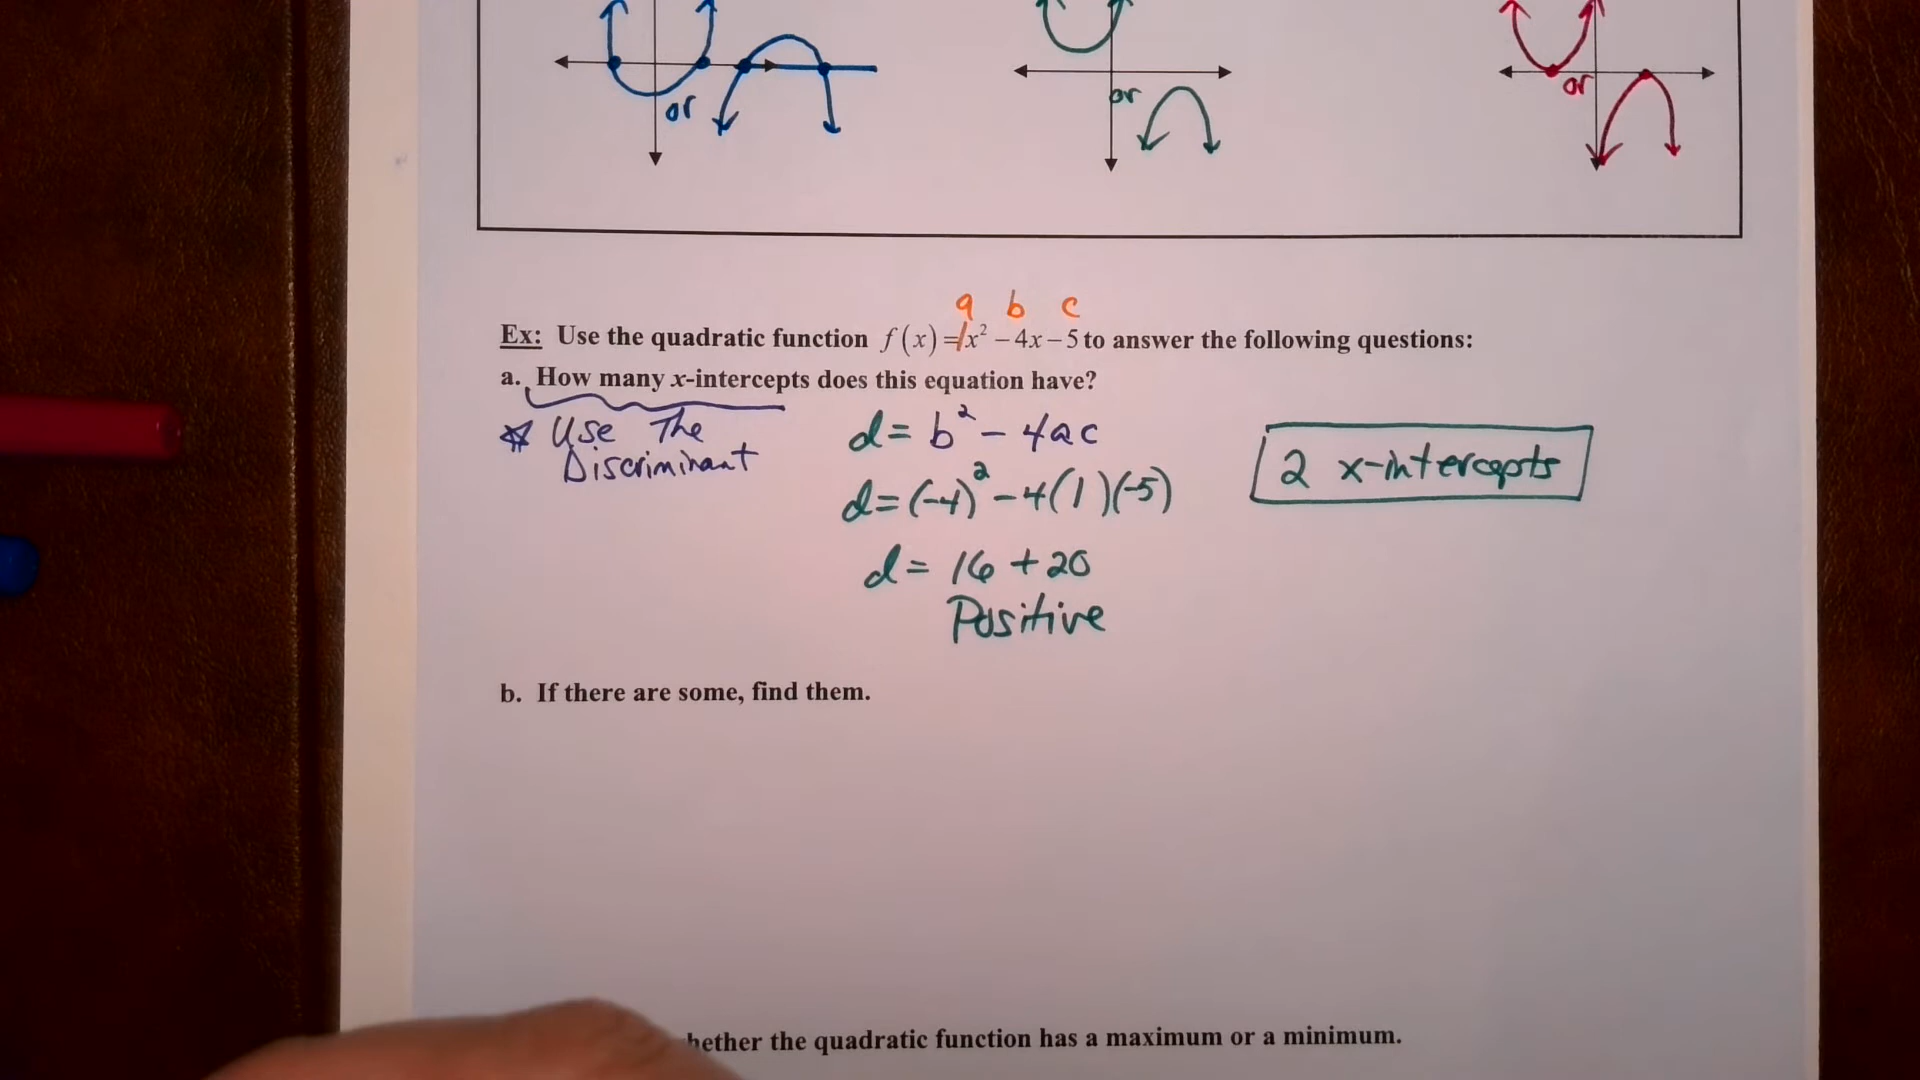 or
or
or
a b c
Ex: Use the quadratic function f(x) = 1x² – 4x – 5 to answer the following questions:
a. How many x-intercepts does this equation have?
* Use The
Discriminant
d = b² – 4ac
d = (-4)² – 4(1)(-5)
d = 16 + 20
Positive
2 x-intercepts
b. If there are some, find them.
the quadratic function has a maximum or a minimum.